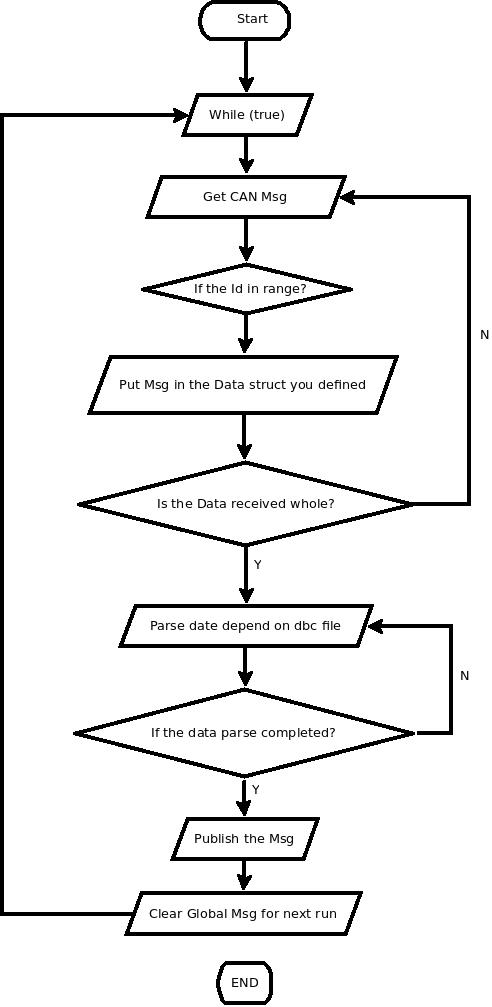 Start
While (true)
Get CAN Msg
If the Id in range?
N
Put Msg in the Data struct you defined
Is the Data received whole?
Y
Parse date depend on dbc file
N
If the data parse completed?
Y
Publish the Msg
Clear Global Msg for next run
END